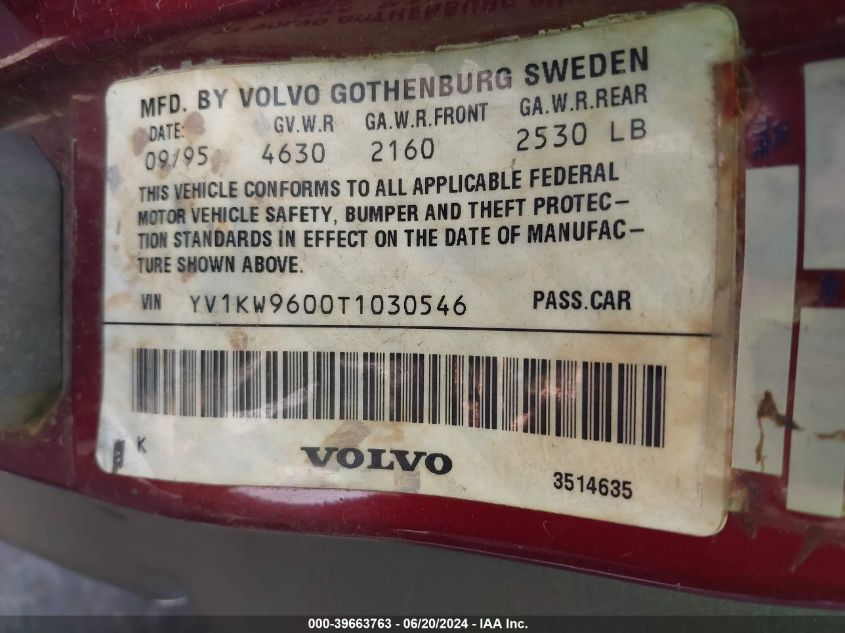 MFD. BY VOLVO GOTHENBURG SWEDEN
DATE: GV.W.R GA.W.R.FRONT GA.W.R.REAR
09/95 4630 2160 2530 LB
THIS VEHICLE CONFORMS TO ALL APPLICABLE FEDERAL
MOTOR VEHICLE SAFETY, BUMPER AND THEFT PROTEC–
TION STANDARDS IN EFFECT ON THE DATE OF MANUFAC–
TURE SHOWN ABOVE.
VIN YV1KW9600T1030546 PASS.CAR
K VOLVO 3514635
TYPE
000-39663763 - 06/20/2024 - IAA Inc.